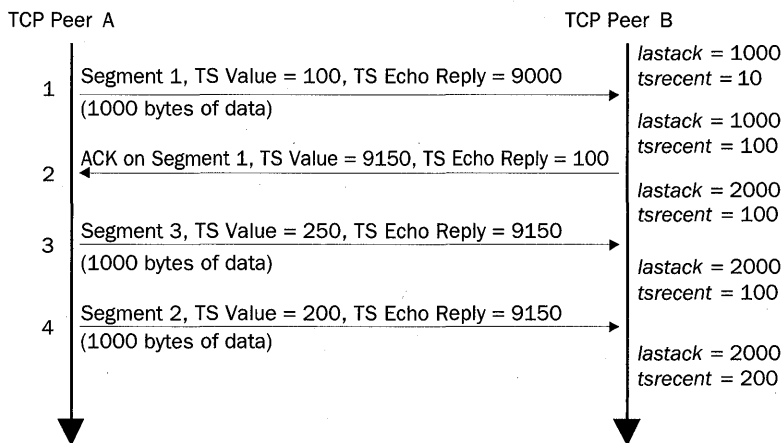 TCP Peer A
TCP Peer B
lastack = 1000
tsrecent = 10
1
Segment 1, TS Value = 100, TS Echo Reply = 9000
(1000 bytes of data)
lastack = 1000
tsrecent = 100
2
ACK on Segment 1, TS Value = 9150, TS Echo Reply = 100
lastack = 2000
tsrecent = 100
3
Segment 3, TS Value = 250, TS Echo Reply = 9150
(1000 bytes of data)
lastack = 2000
tsrecent = 100
4
Segment 2, TS Value = 200, TS Echo Reply = 9150
(1000 bytes of data)
lastack = 2000
tsrecent = 200